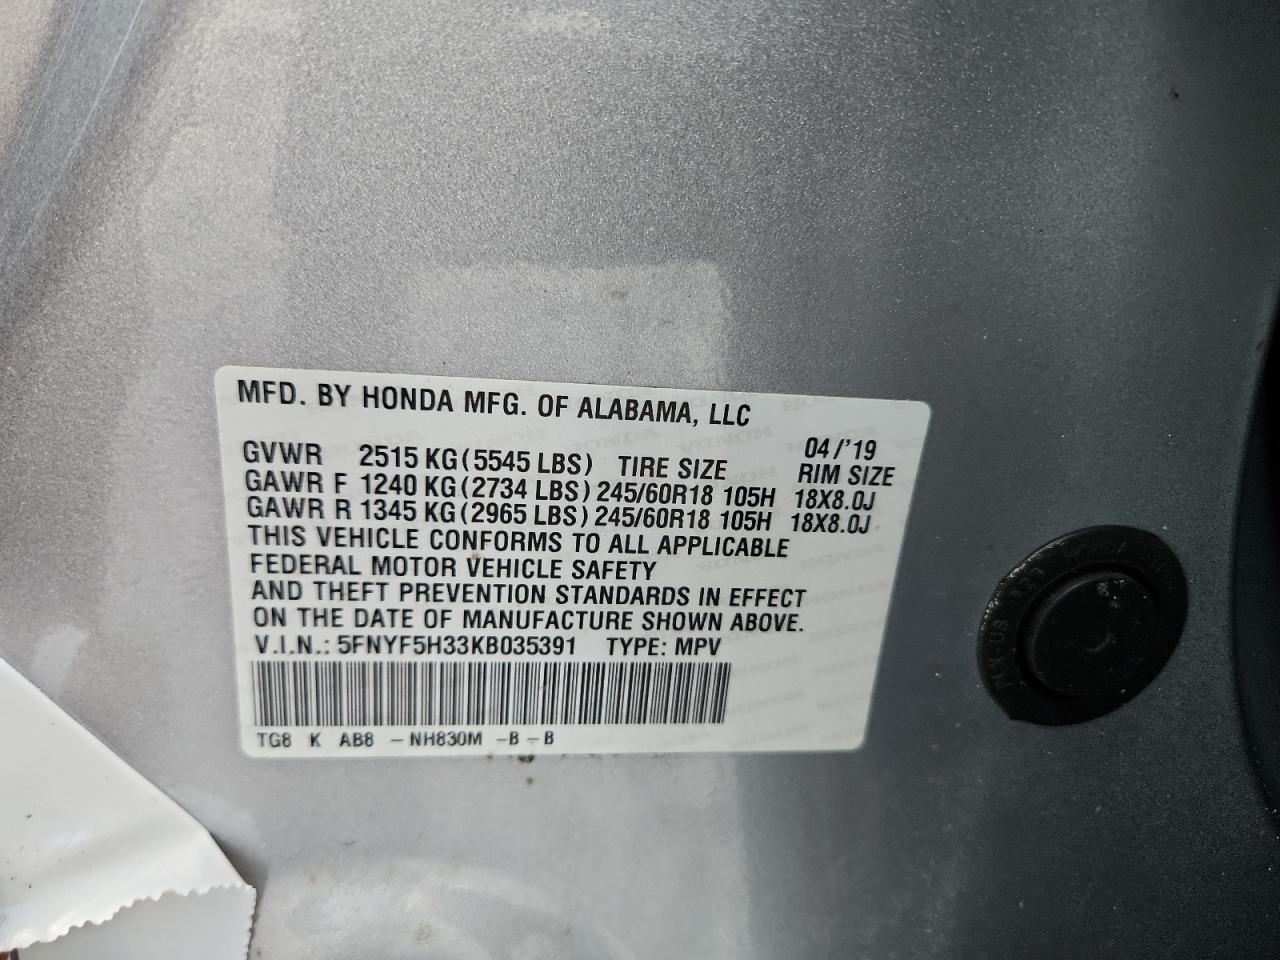 MFD. BY HONDA MFG. OF ALABAMA, LLC
04/'19
GVWR 2515 KG (5545 LBS) TIRE SIZE RIM SIZE
GAWR F 1240 KG (2734 LBS) 245/60R18 105H 18X8.0J
GAWR R 1345 KG (2965 LBS) 245/60R18 105H 18X8.0J
THIS VEHICLE CONFORMS TO ALL APPLICABLE
FEDERAL MOTOR VEHICLE SAFETY
AND THEFT PREVENTION STANDARDS IN EFFECT
ON THE DATE OF MANUFACTURE SHOWN ABOVE.
V.I.N.: 5FNYF5H33KB035391 TYPE: MPV
TG8 K AB8 -NH830M -B-B